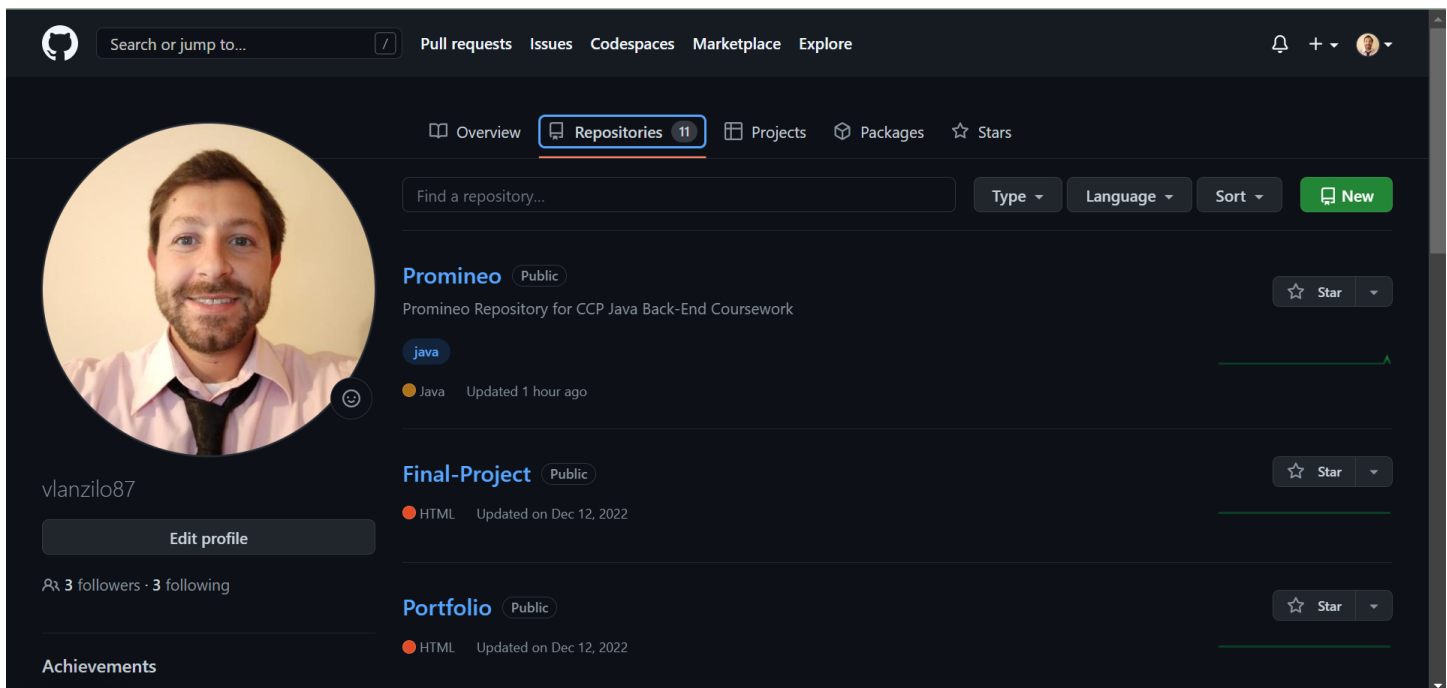 Search or jump to... /
Pull requests Issues Codespaces Marketplace Explore
Overview Repositories 11 Projects Packages Stars
Find a repository... Type Language Sort New
Promineo Public
Star
Promineo Repository for CCP Java Back-End Coursework
java
Java Updated 1 hour ago
Final-Project Public
Star
HTML Updated on Dec 12, 2022
Portfolio Public
Star
HTML Updated on Dec 12, 2022
vlanzilo87
Edit profile
3 followers · 3 following
Achievements